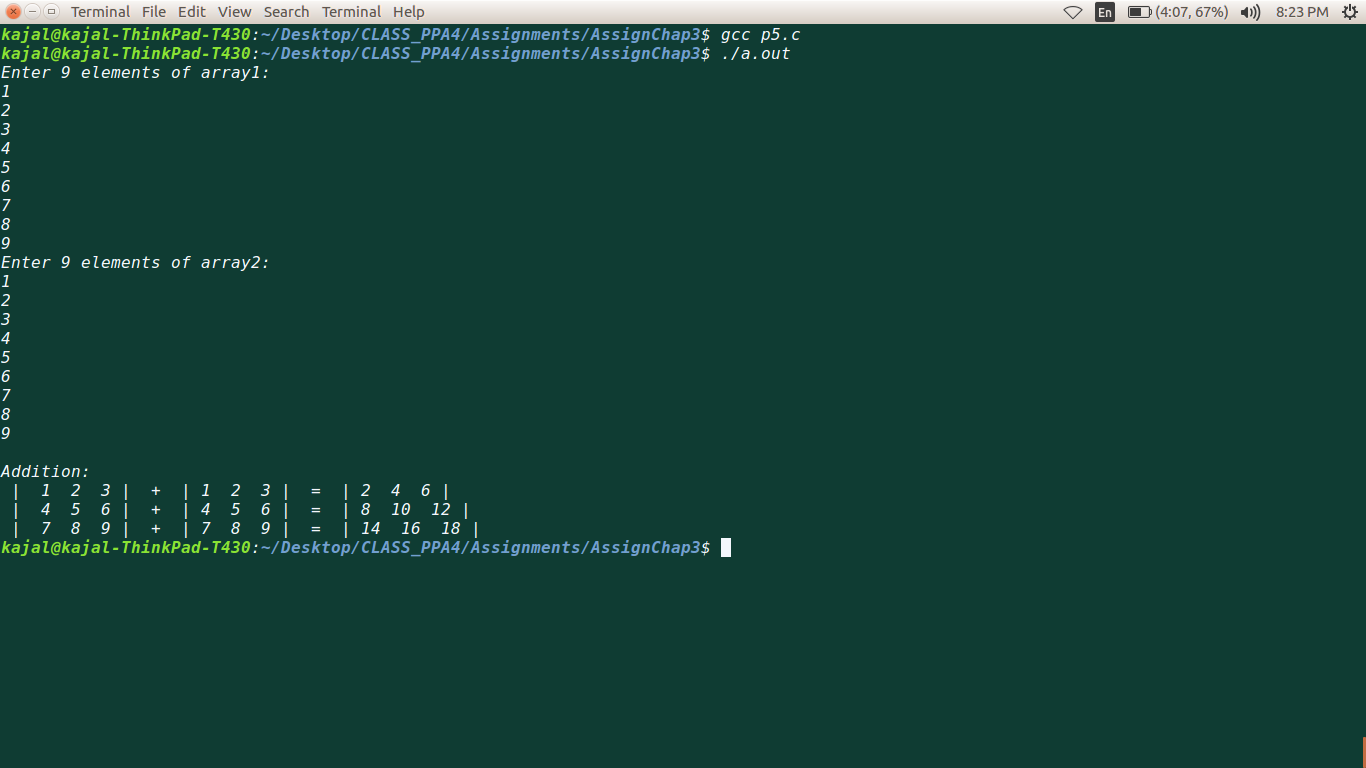 Terminal File Edit View Search Terminal Help En (4:07, 67%) 8:23 PM
kajal@kajal-ThinkPad-T430:~/Desktop/CLASS_PPA4/Assignments/AssignChap3$ gcc p5.c
kajal@kajal-ThinkPad-T430:~/Desktop/CLASS_PPA4/Assignments/AssignChap3$ ./a.out
Enter 9 elements of array1:
1
2
3
4
5
6
7
8
9
Enter 9 elements of array2:
1
2
3
4
5
6
7
8
9
Addition:
 |  1  2  3 |  +  | 1  2  3 |  =  | 2  4  6 |
 |  4  5  6 |  +  | 4  5  6 |  =  | 8  10  12 |
 |  7  8  9 |  +  | 7  8  9 |  =  | 14  16  18 |
kajal@kajal-ThinkPad-T430:~/Desktop/CLASS_PPA4/Assignments/AssignChap3$